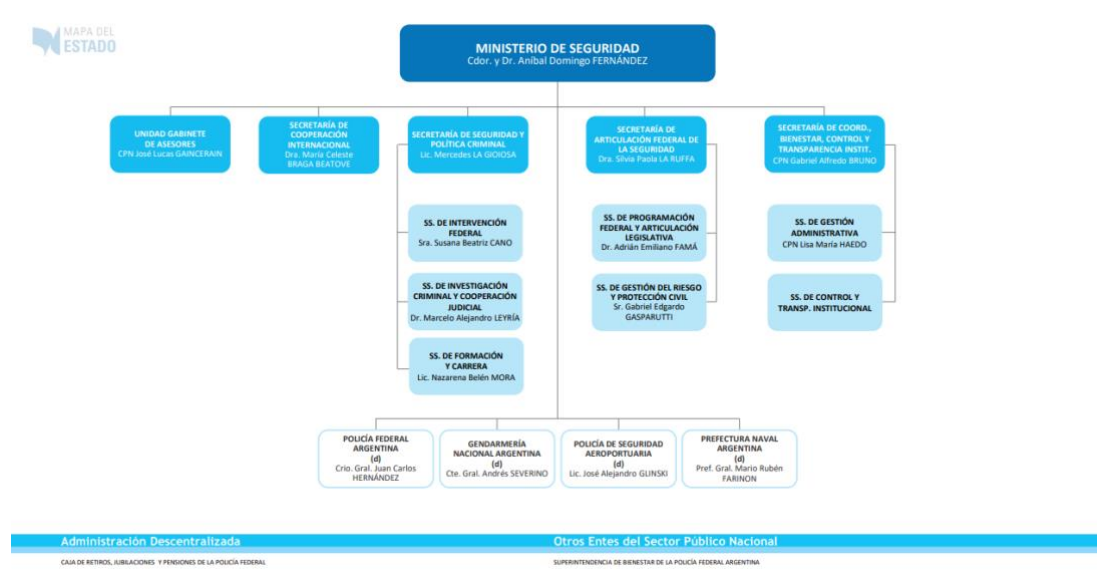 MAPA DEL
ESTADO
MINISTERIO DE SEGURIDAD
Cdor. y Dr. Aníbal Domingo FERNÁNDEZ
UNIDAD GABINETE
DE ASESORES
CPN José Lucas GAINCERAIN
SECRETARÍA DE
COOPERACIÓN
INTERNACIONAL
Dra. María Celeste
BRAGA BEATOVE
SECRETARÍA DE SEGURIDAD Y
POLÍTICA CRIMINAL
Lic. Mercedes LA GIOIOSA
SECRETARÍA DE
ARTICULACIÓN FEDERAL DE
LA SEGURIDAD
Dra. Silvia Paola LA RUFFA
SECRETARÍA DE COORD.,
BIENESTAR, CONTROL Y
TRANSPARENCIA INSTIT.
CPN Gabriel Alfredo BRUNO
SS. DE INTERVENCIÓN
FEDERAL
Sra. Susana Beatriz CANO
SS. DE PROGRAMACIÓN
FEDERAL Y ARTICULACIÓN
LEGISLATIVA
Dr. Adrián Emiliano FAMÁ
SS. DE GESTIÓN
ADMINISTRATIVA
CPN Lisa María HAEDO
SS. DE INVESTIGACIÓN
CRIMINAL Y COOPERACIÓN
JUDICIAL
Dr. Marcelo Alejandro LEYRÍA
SS. DE GESTIÓN DEL RIESGO
Y PROTECCIÓN CIVIL
Sr. Gabriel Edgardo
GASPARUTTI
SS. DE CONTROL Y
TRANSP. INSTITUCIONAL
SS. DE FORMACIÓN
Y CARRERA
Lic. Nazarena Belén MORA
POLICÍA FEDERAL
ARGENTINA
(d)
Crio. Gral. Juan Carlos
HERNÁNDEZ
GENDARMERÍA
NACIONAL ARGENTINA
(d)
Cte. Gral. Andrés SEVERINO
POLICÍA DE SEGURIDAD
AEROPORTUARIA
(d)
Lic. José Alejandro GLINSKI
PREFECTURA NAVAL
ARGENTINA
(d)
Pref. Gral. Mario Rubén
FARINON
Administración Descentralizada
Otros Entes del Sector Público Nacional
CAJA DE RETIROS, JUBILACIONES Y PENSIONES DE LA POLICÍA FEDERAL
SUPERINTENDENCIA DE BIENESTAR DE LA POLICÍA FEDERAL ARGENTINA